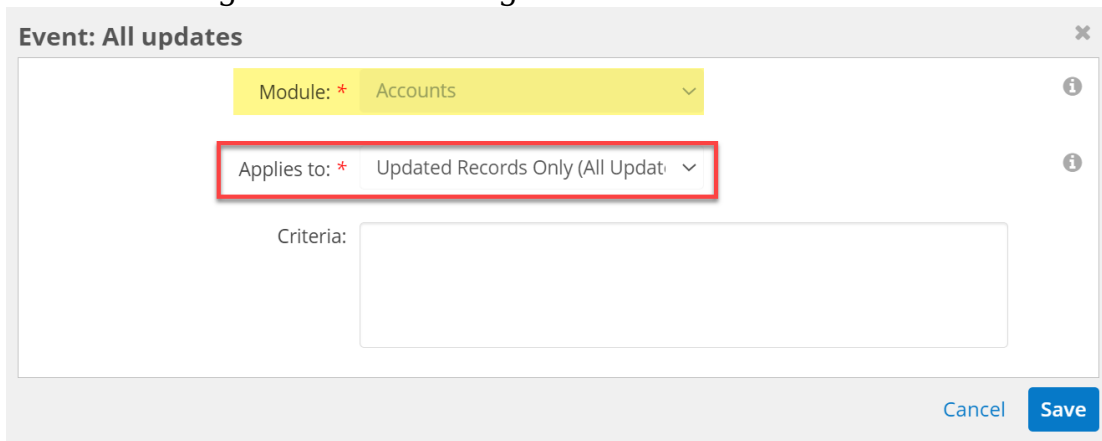 Event: All updates
Module: * Accounts
Applies to: * Updated Records Only (All Updat
Criteria:
Cancel Save